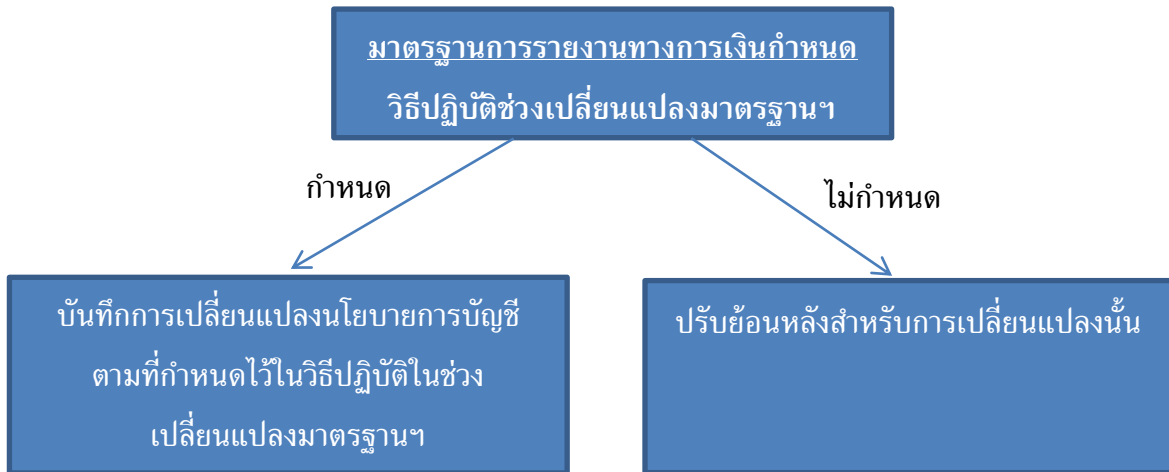 มาตรฐานการรายงานทางการเงินกำหนด
วิธีปฏิบัติช่วงเปลี่ยนแปลงมาตรฐานฯ
กำหนด
ไม่กำหนด
บันทึกการเปลี่ยนแปลงนโยบายการบัญชี
ตามที่กำหนดไว้ในวิธีปฏิบัติในช่วง
เปลี่ยนแปลงมาตรฐานฯ
ปรับย้อนหลังสำหรับการเปลี่ยนแปลงนั้น